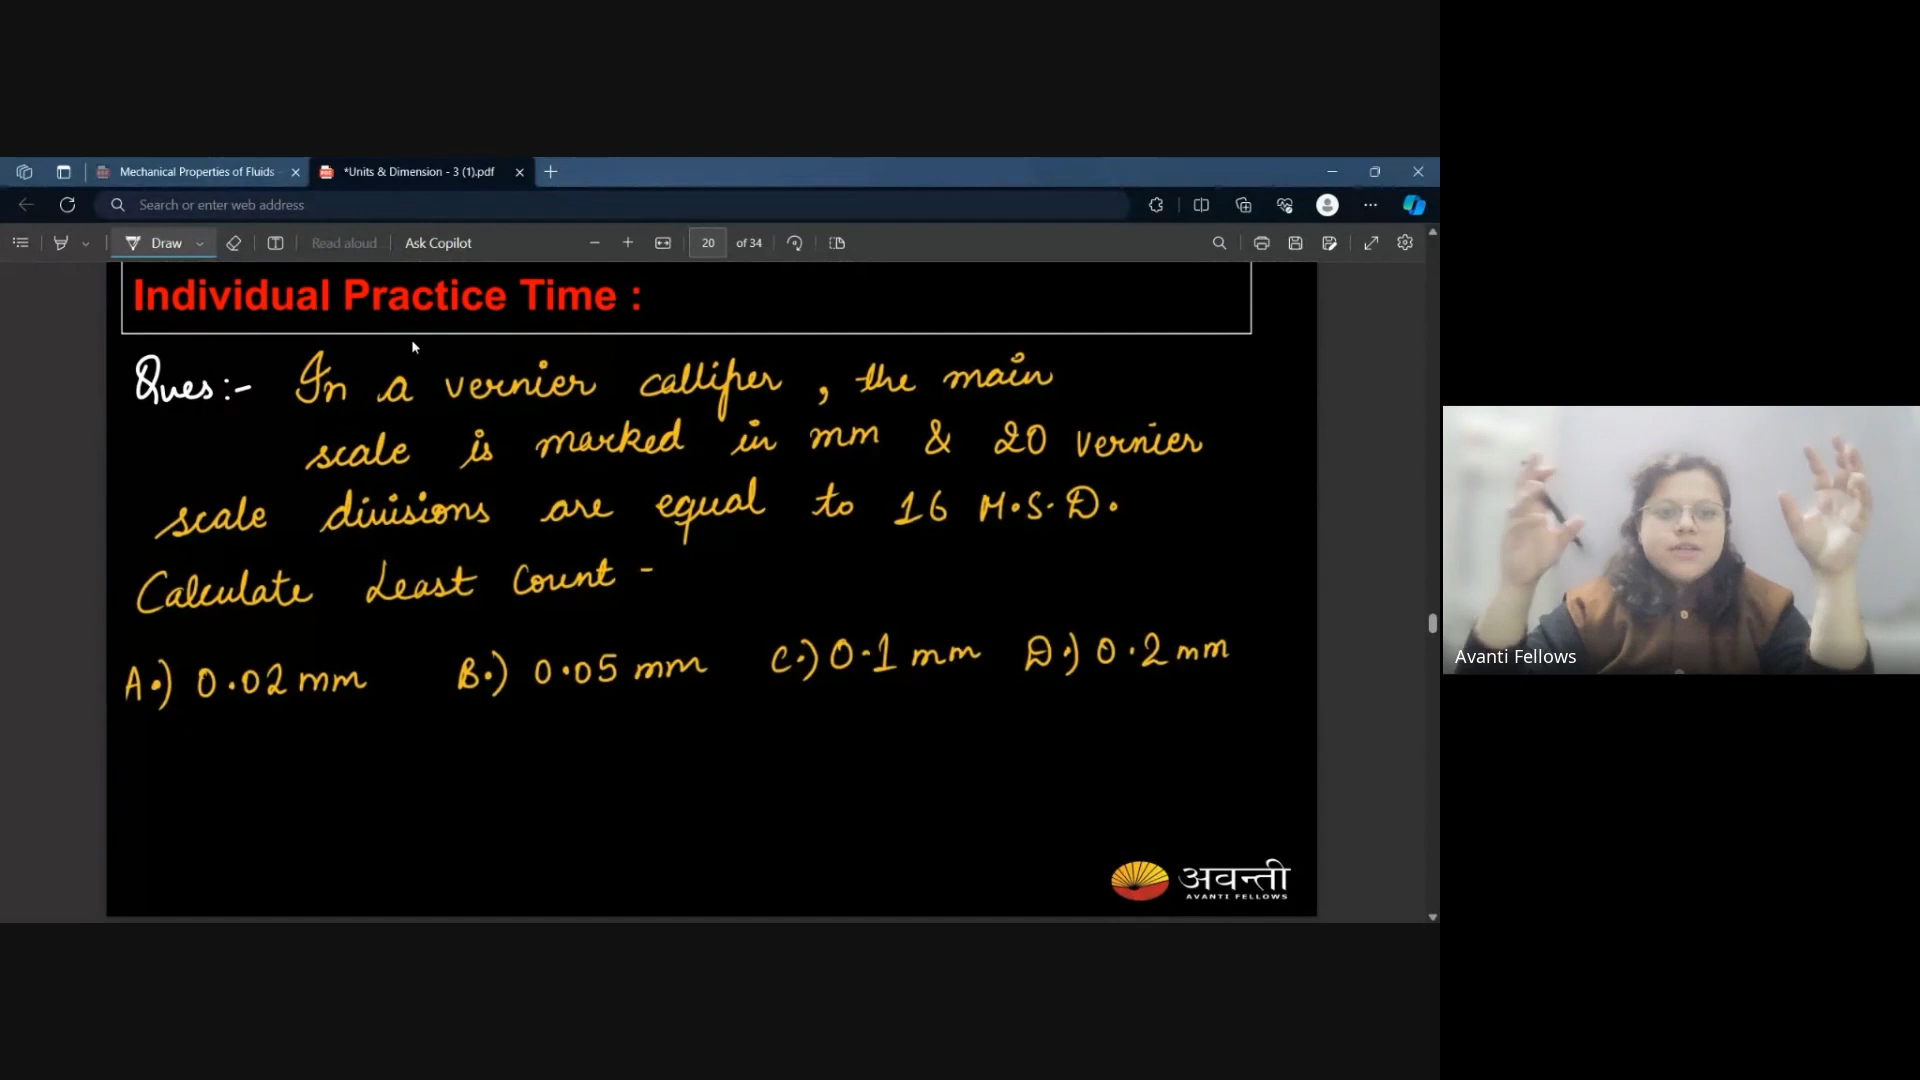 Mechanical Properties of Fluids -
*Units & Dimension - 3 (1).pdf
Search or enter web address
Draw
Read aloud
Ask Copilot
20
of 34
Individual Practice Time :
Ques:- In a vernier calliper, the main
scale is marked in mm & 20 vernier
scale divisions are equal to 16 M.S.D.
Calculate Least Count -
A.) 0.02 mm B.) 0.05 mm C.) 0.1 mm D.) 0.2 mm
अवन्ती
AVANTI FELLOWS
Avanti Fellows